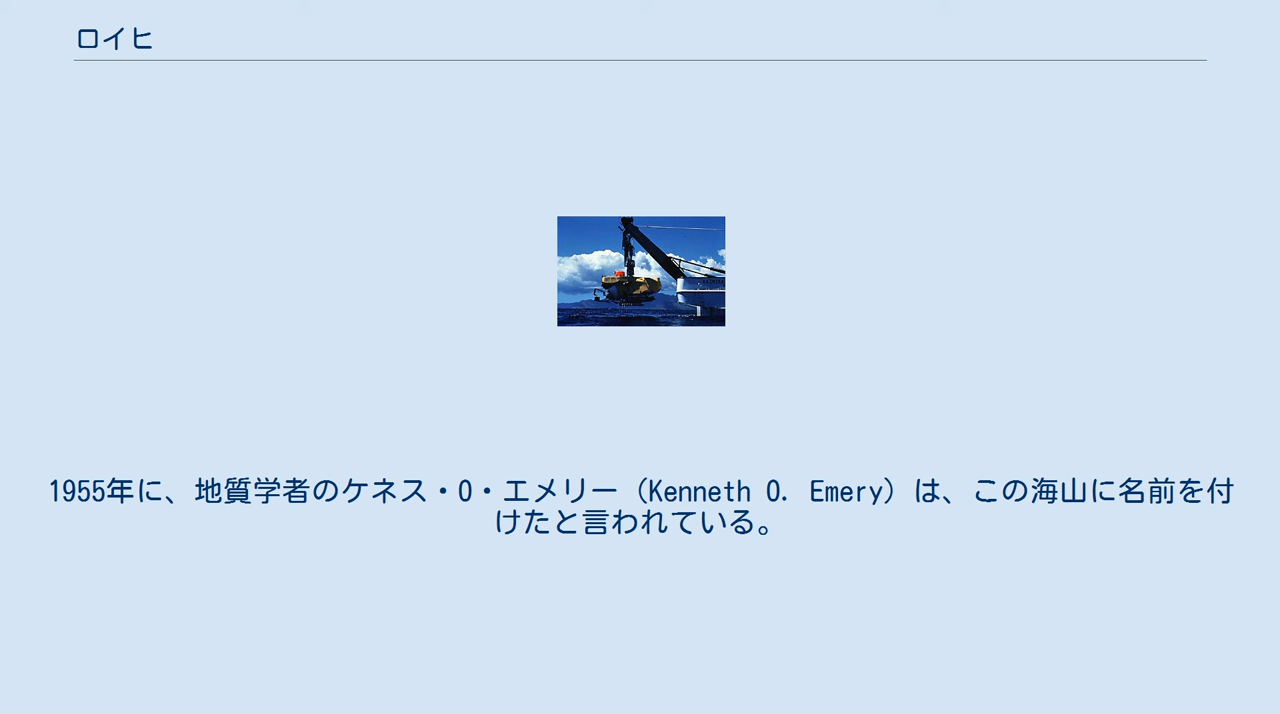 ロイヒ
1955年に、地質学者のケネス・O・エメリー（Kenneth O. Emery）は、この海山に名前を付
けたと言われている。